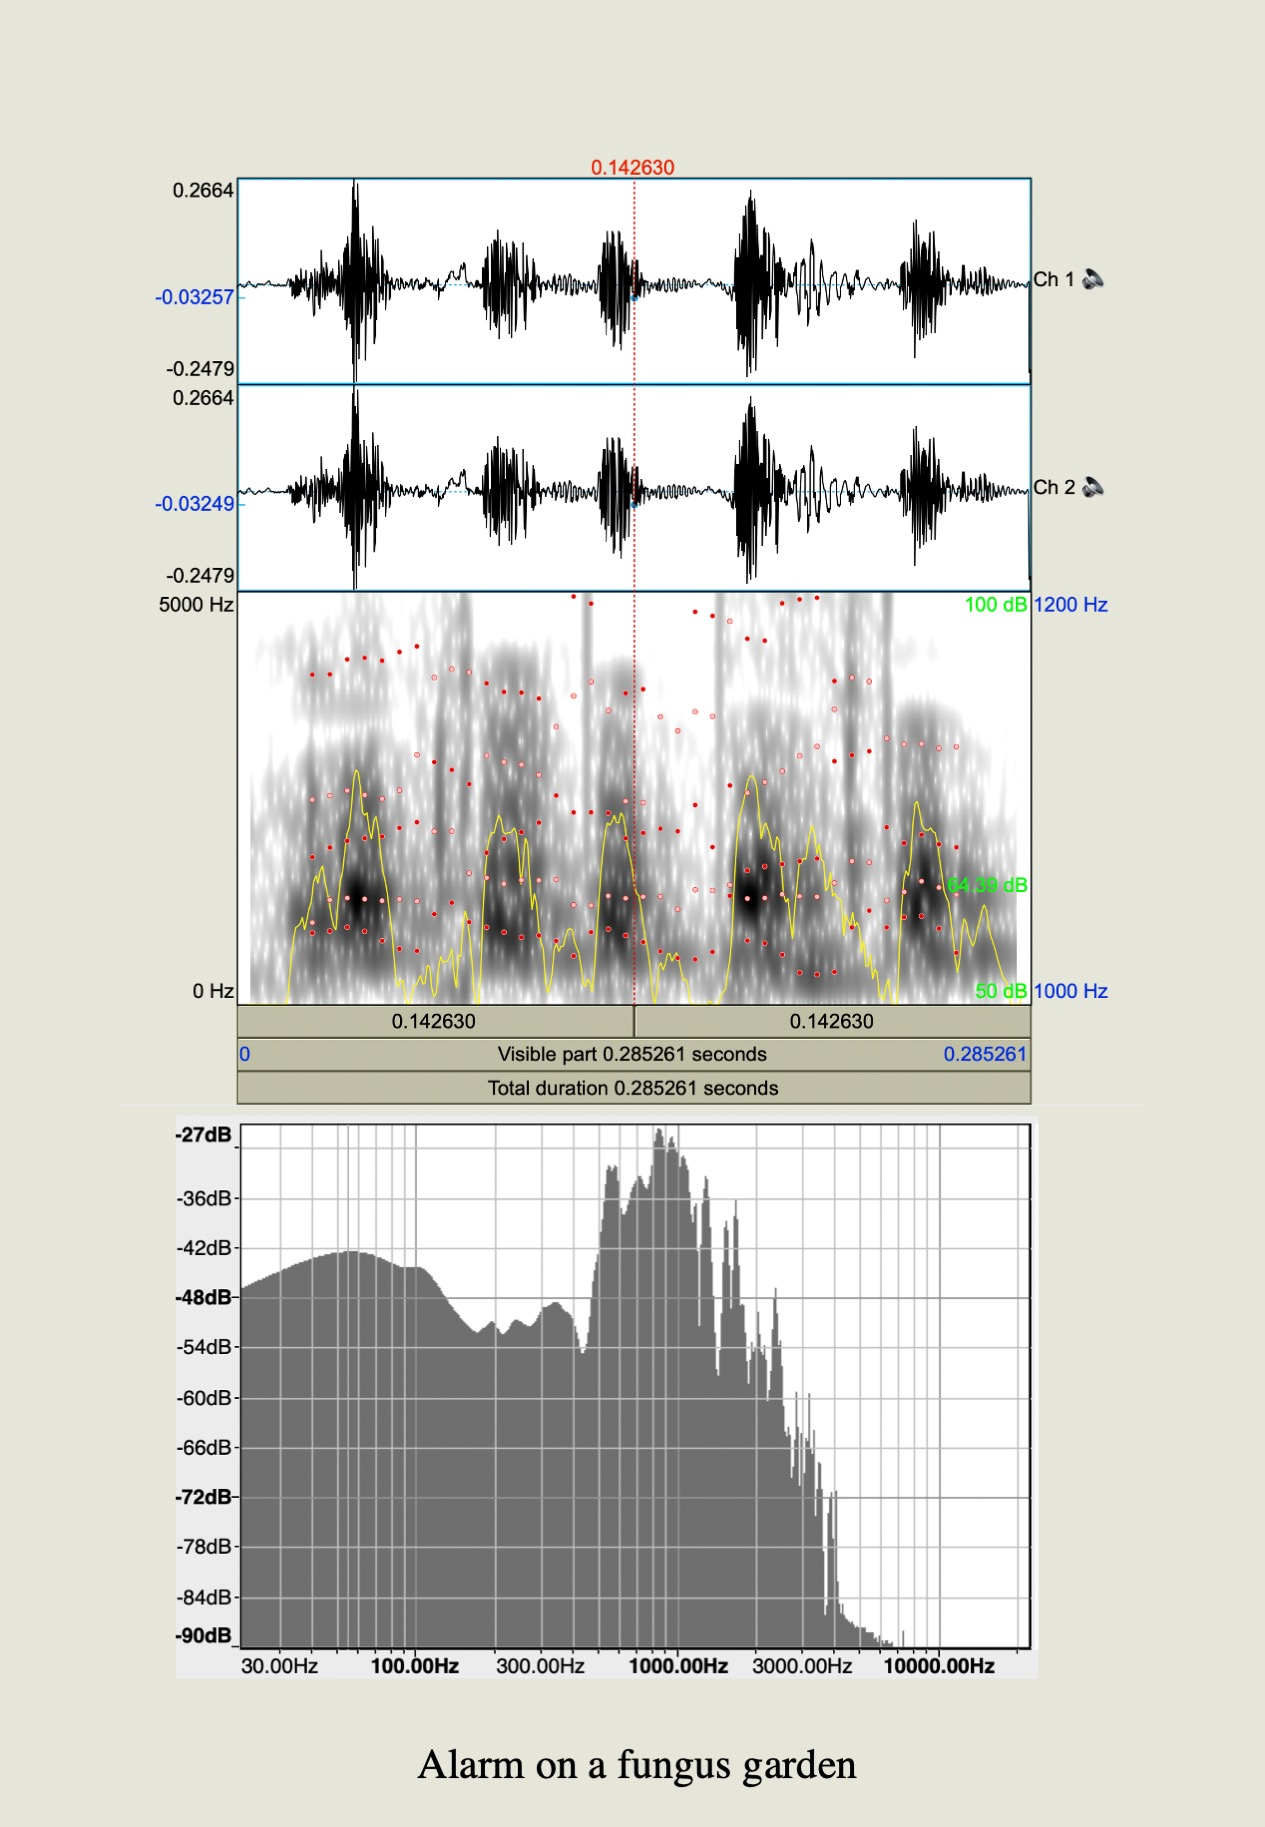 0.142630
0.2664
-0.03257
Ch 1
-0.2479
0.2664
-0.03249
Ch 2
-0.2479
5000 Hz
100 dB 1200 Hz
64.39 dB
0 Hz
50 dB 1000 Hz
0.142630 0.142630
0 Visible part 0.285261 seconds 0.285261
Total duration 0.285261 seconds
-27dB
-36dB
-42dB
-48dB
-54dB
-60dB
-66dB
-72dB
-78dB
-84dB
-90dB
30.00Hz 100.00Hz 300.00Hz 1000.00Hz 3000.00Hz 10000.00Hz
Alarm on a fungus garden